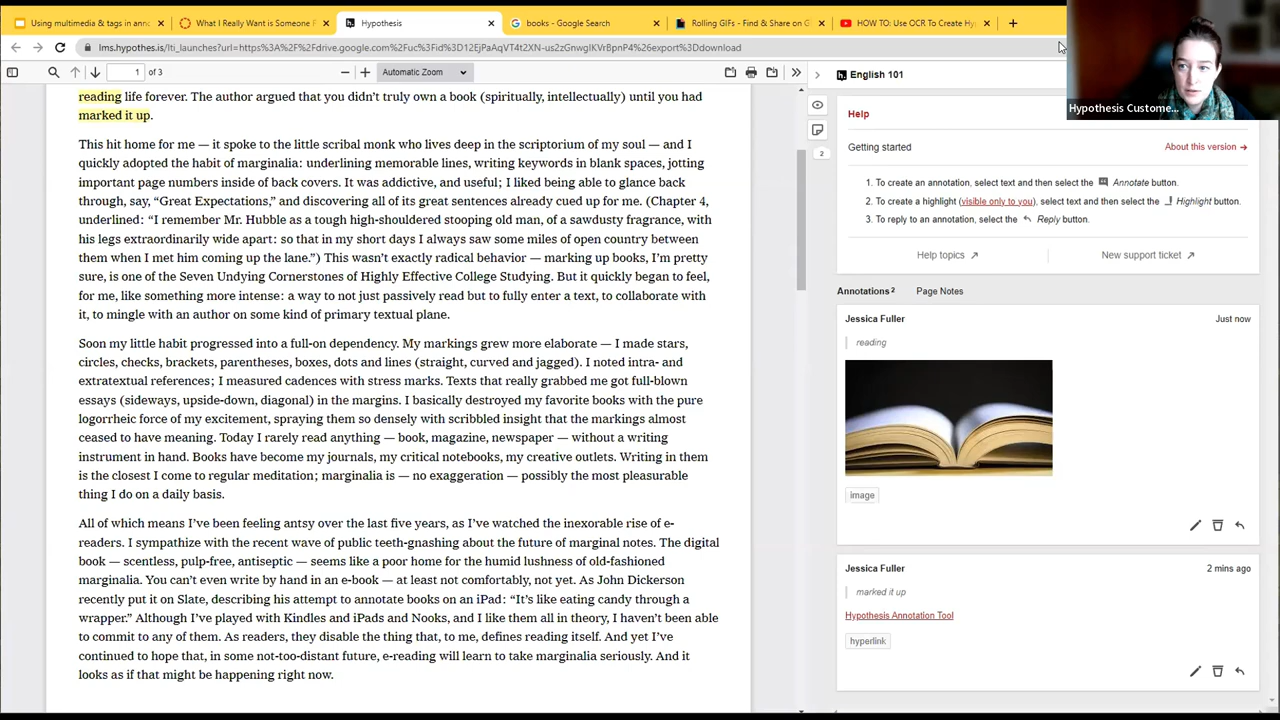 Using multimedia & tags in anno
What I Really Want is Someone R
Hypothesis
books - Google Search
Rolling GIFs - Find & Share on G
HOW TO: Use OCR To Create Hy
lms.hypothes.is/lti_launches?url=https%3A%2F%2Fdrive.google.com%2Fuc%3Fid%3D12EjPaAqVT4t2XN-us2zGnwgIKVrBpnP4%26export%3Ddownload
1 of 3
Automatic Zoom
reading life forever. The author argued that you didn’t truly own a book (spiritually, intellectually) until you had
marked it up.
This hit home for me — it spoke to the little scribal monk who lives deep in the scriptorium of my soul — and I
quickly adopted the habit of marginalia: underlining memorable lines, writing keywords in blank spaces, jotting
important page numbers inside of back covers. It was addictive, and useful; I liked being able to glance back
through, say, “Great Expectations,” and discovering all of its great sentences already cued up for me. (Chapter 4,
underlined: “I remember Mr. Hubble as a tough high-shouldered stooping old man, of a sawdusty fragrance, with
his legs extraordinarily wide apart: so that in my short days I always saw some miles of open country between
them when I met him coming up the lane.”) This wasn’t exactly radical behavior — marking up books, I’m pretty
sure, is one of the Seven Undying Cornerstones of Highly Effective College Studying. But it quickly began to feel,
for me, like something more intense: a way to not just passively read but to fully enter a text, to collaborate with
it, to mingle with an author on some kind of primary textual plane.
Soon my little habit progressed into a full-on dependency. My markings grew more elaborate — I made stars,
circles, checks, brackets, parentheses, boxes, dots and lines (straight, curved and jagged). I noted intra- and
extratextual references; I measured cadences with stress marks. Texts that really grabbed me got full-blown
essays (sideways, upside-down, diagonal) in the margins. I basically destroyed my favorite books with the pure
logorrheic force of my excitement, spraying them so densely with scribbled insight that the markings almost
ceased to have meaning. Today I rarely read anything — book, magazine, newspaper — without a writing
instrument in hand. Books have become my journals, my critical notebooks, my creative outlets. Writing in them
is the closest I come to regular meditation; marginalia is — no exaggeration — possibly the most pleasurable
thing I do on a daily basis.
All of which means I’ve been feeling antsy over the last five years, as I’ve watched the inexorable rise of e-
readers. I sympathize with the recent wave of public teeth-gnashing about the future of marginal notes. The digital
book — scentless, pulp-free, antiseptic — seems like a poor home for the humid lushness of old-fashioned
marginalia. You can’t even write by hand in an e-book — at least not comfortably, not yet. As John Dickerson
recently put it on Slate, describing his attempt to annotate books on an iPad: “It’s like eating candy through a
wrapper.” Although I’ve played with Kindles and iPads and Nooks, and I like them all in theory, I haven’t been able
to commit to any of them. As readers, they disable the thing that, to me, defines reading itself. And yet I’ve
continued to hope that, in some not-too-distant future, e-reading will learn to take marginalia seriously. And it
looks as if that might be happening right now.
2
h. English 101
Help
Getting started
About this version
1. To create an annotation, select text and then select the Annotate button.
2. To create a highlight (visible only to you), select text and then select the Highlight button.
3. To reply to an annotation, select the Reply button.
Help topics
New support ticket
Annotations 2
Page Notes
Jessica Fuller
Just now
reading
image
Jessica Fuller
2 mins ago
marked it up
Hypothesis Annotation Tool
hyperlink
Hypothesis Custome...